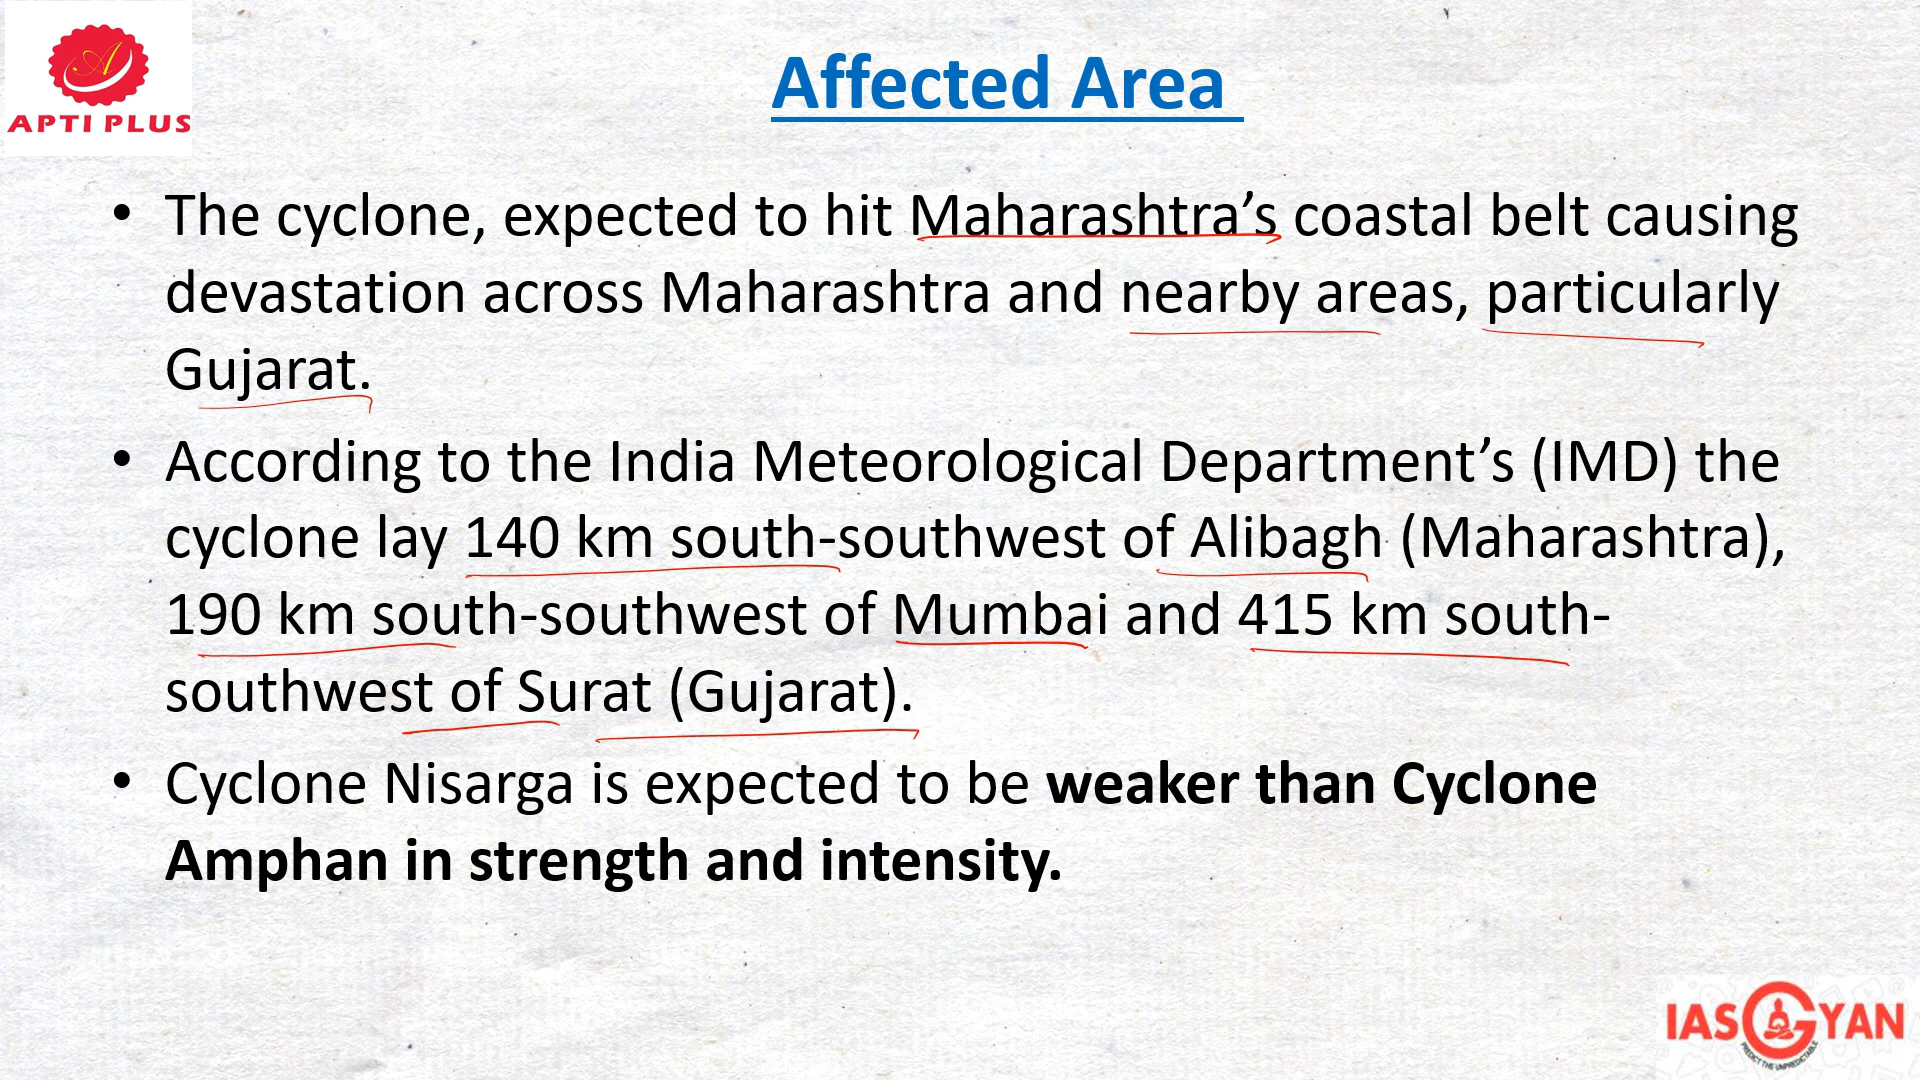 APTI PLUS
Affected Area
• The cyclone, expected to hit Maharashtra’s coastal belt causing
devastation across Maharashtra and nearby areas, particularly
Gujarat.
• According to the India Meteorological Department’s (IMD) the
cyclone lay 140 km south-southwest of Alibagh (Maharashtra),
190 km south-southwest of Mumbai and 415 km south-
southwest of Surat (Gujarat).
• Cyclone Nisarga is expected to be weaker than Cyclone
Amphan in strength and intensity.
IAS GYAN
PREDICT THE UNPREDICTABLE